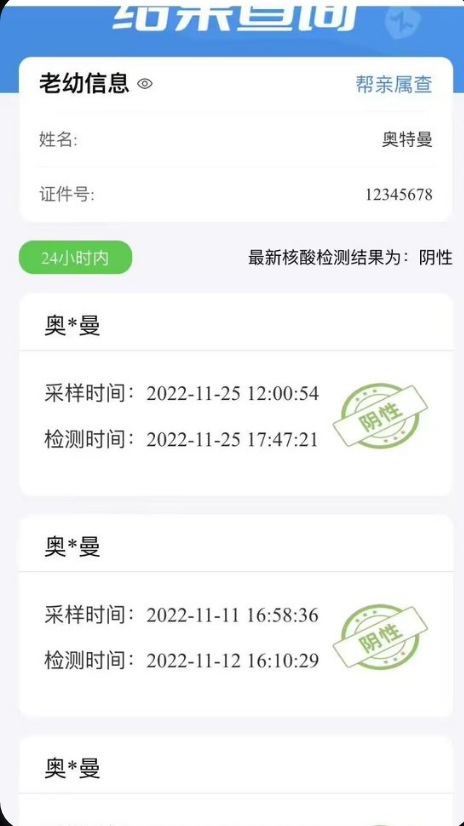 结果查询
老幼信息
帮亲属查
姓名:
奥特曼
证件号:
12345678
24小时内
最新核酸检测结果为：阴性
奥*曼
采样时间：2022-11-25 12:00:54
检测时间：2022-11-25 17:47:21
阴性
奥*曼
采样时间：2022-11-11 16:58:36
检测时间：2022-11-12 16:10:29
阴性
奥*曼